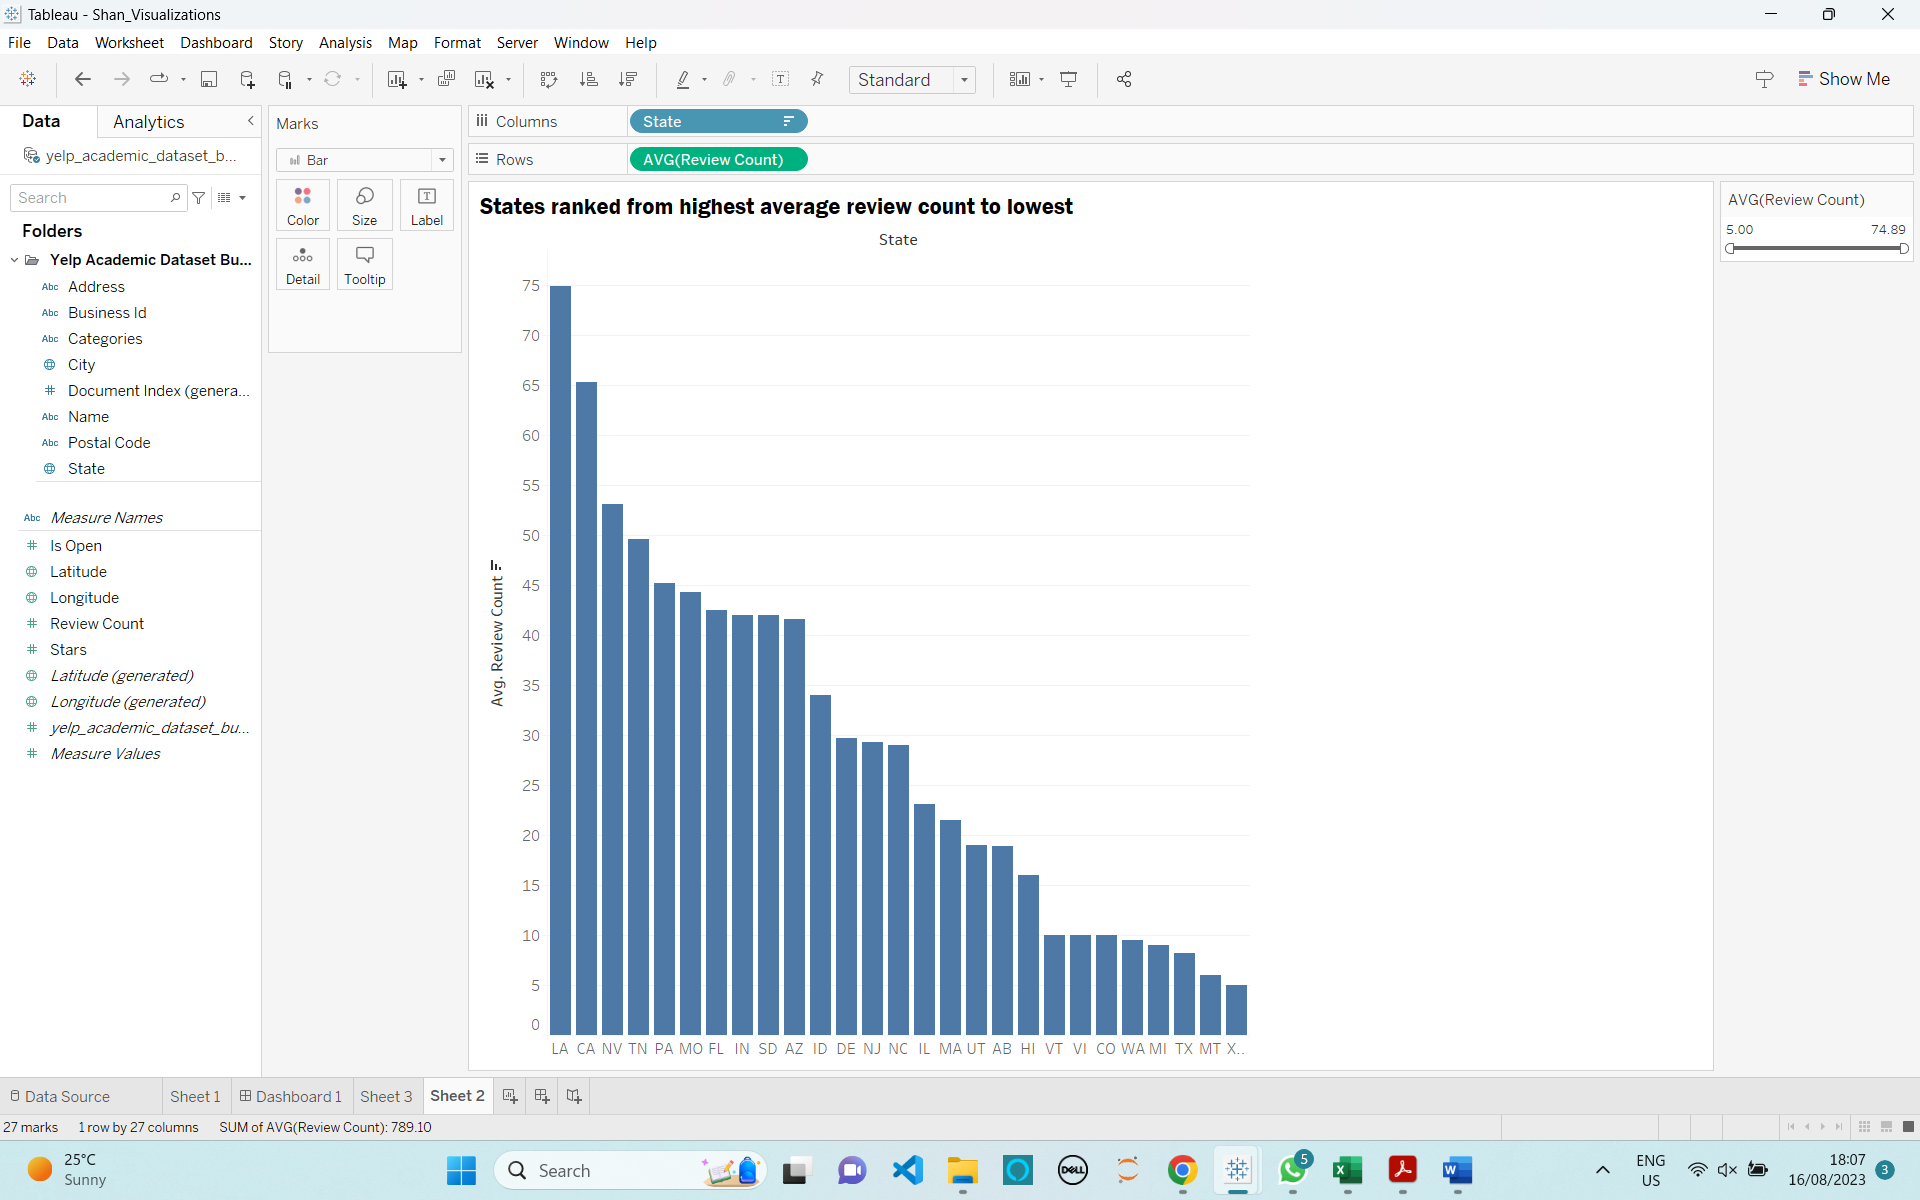 Tableau - Shan_Visualizations
File Data Worksheet Dashboard Story Analysis Map Format Server Window Help
Standard
Show Me
Data
Analytics
yelp_academic_dataset_b...
Search
Folders
Yelp Academic Dataset Bu...
Abc Address
Abc Business Id
Abc Categories
City
# Document Index (genera...
Abc Name
Abc Postal Code
State
Abc Measure Names
# Is Open
Latitude
Longitude
# Review Count
# Stars
Latitude (generated)
Longitude (generated)
# yelp_academic_dataset_bu...
# Measure Values
Marks
Bar
Color
Size
T
Label
Detail
Tooltip
Columns
State
Rows
AVG(Review Count)
States ranked from highest average review count to lowest
State
Avg. Review Count
75
70
65
60
55
50
45
40
35
30
25
20
15
10
5
0
LA CA NV TN PA MO FL IN SD AZ ID DE NJ NC IL MA UT AB HI VT VI CO WA MI TX MT X..
AVG(Review Count)
5.00 74.89
Data Source
Sheet 1
Dashboard 1
Sheet 3
Sheet 2
27 marks 1 row by 27 columns SUM of AVG(Review Count): 789.10
25°C
Sunny
Search
DELL
5
ENG
US
18:07
16/08/2023
3